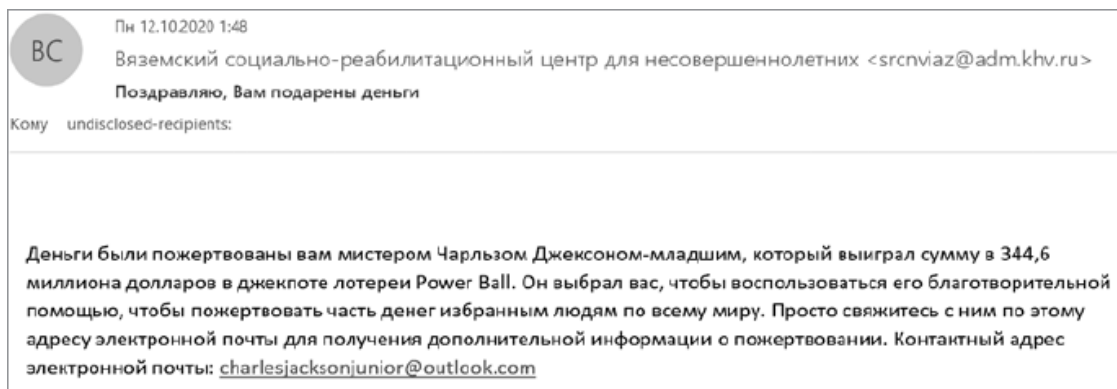 ВС
Пн 12.10.2020 1:48
Вяземский социально-реабилитационный центр для несовершеннолетних <srcnviaz@adm.khv.ru>
Поздравляю, Вам подарены деньги
Кому undisclosed-recipients:
Деньги были пожертвованы вам мистером Чарльзом Джексоном-младшим, который выиграл сумму в 344,6
миллиона долларов в джекпоте лотереи Power Ball. Он выбрал вас, чтобы воспользоваться его благотворительной
помощью, чтобы пожертвовать часть денег избранным людям по всему миру. Просто свяжитесь с ним по этому
адресу электронной почты для получения дополнительной информации о пожертвовании. Контактный адрес
электронной почты: charlesjacksonjunior@outlook.com